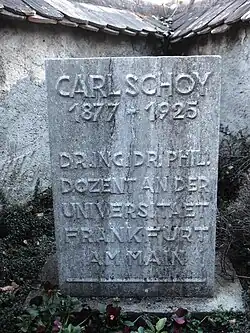 CARL SCHOY
1877 - 1925
DR. ING. DR. PHIL.
DOZENT AN DER
UNIVERSITAET
FRANKFURT
AM MAIN